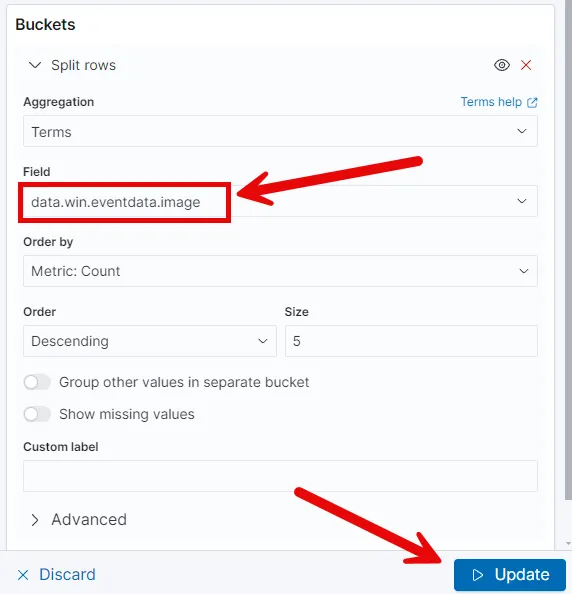 Buckets
Split rows
Aggregation
Terms help
Terms
Field
data.win.eventdata.image
Order by
Metric: Count
Order
Size
Descending
5
Group other values in separate bucket
Show missing values
Custom label
Advanced
Discard
Update